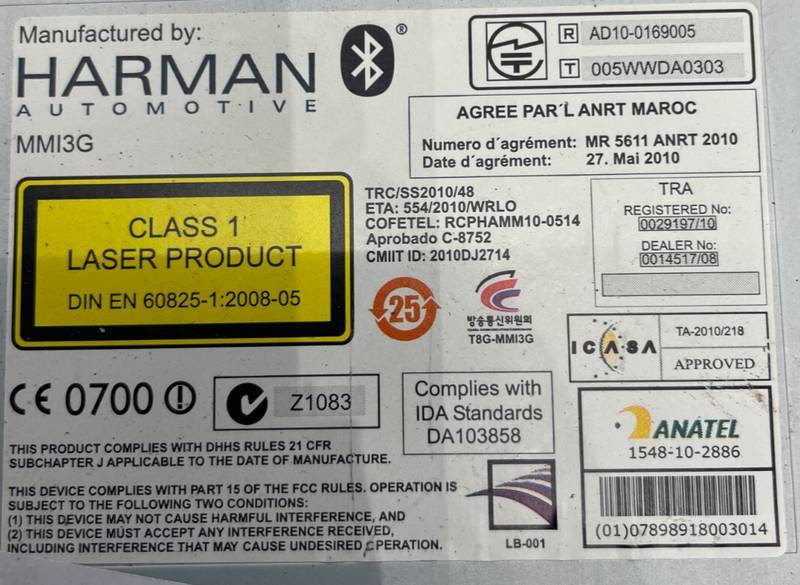 Manufactured by:
HARMAN
AUTOMOTIVE
MMI3G
®
R AD10-0169005
T 005WWDA0303
AGREE PAR´L ANRT MAROC
Numero d´agrément: MR 5611 ANRT 2010
Date d´agrément: 27. Mai 2010
CLASS 1
LASER PRODUCT
DIN EN 60825-1:2008-05
TRC/SS2010/48
ETA: 554/2010/WRLO
COFETEL: RCPHAMM10-0514
Aprobado C-8752
CMIIT ID: 2010DJ2714
TRA
REGISTERED No:
0029197/10
DEALER No:
0014517/08
25
방송통신위원회
T8G-MMI3G
ICASA
TA-2010/218
APPROVED
CE 0700
Z1083
Complies with
IDA Standards
DA103858
ANATEL
1548-10-2886
(01)07898918003014
THIS PRODUCT COMPLIES WITH DHHS RULES 21 CFR
SUBCHAPTER J APPLICABLE TO THE DATE OF MANUFACTURE.
THIS DEVICE COMPLIES WITH PART 15 OF THE FCC RULES. OPERATION IS
SUBJECT TO THE FOLLOWING TWO CONDITIONS:
(1) THIS DEVICE MAY NOT CAUSE HARMFUL INTERFERENCE, AND
(2) THIS DEVICE MUST ACCEPT ANY INTERFERENCE RECEIVED,
INCLUDING INTERFERENCE THAT MAY CAUSE UNDESIRED OPERATION.
LB-001